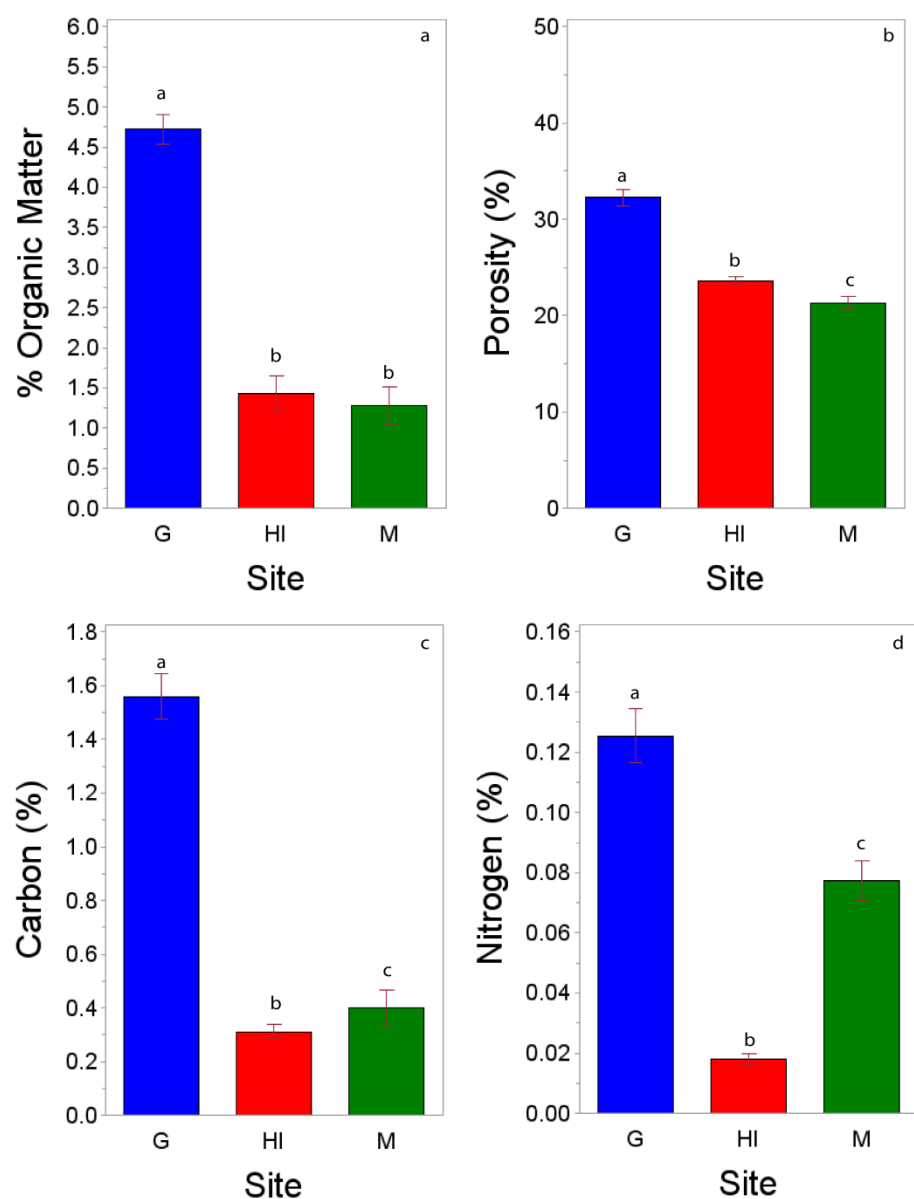 a
% Organic Matter
6.0
5.5
5.0
4.5
4.0
3.5
3.0
2.5
2.0
1.5
1.0
0.5
0.0
a
b
b
G HI M
Site
b
Porosity (%)
50
40
30
20
10
0
a
b
c
G HI M
Site
c
Carbon (%)
1.8
1.6
1.4
1.2
1.0
0.8
0.6
0.4
0.2
0.0
a
b
c
G HI M
Site
d
Nitrogen (%)
0.16
0.14
0.12
0.10
0.08
0.06
0.04
0.02
0.00
a
b
c
G HI M
Site